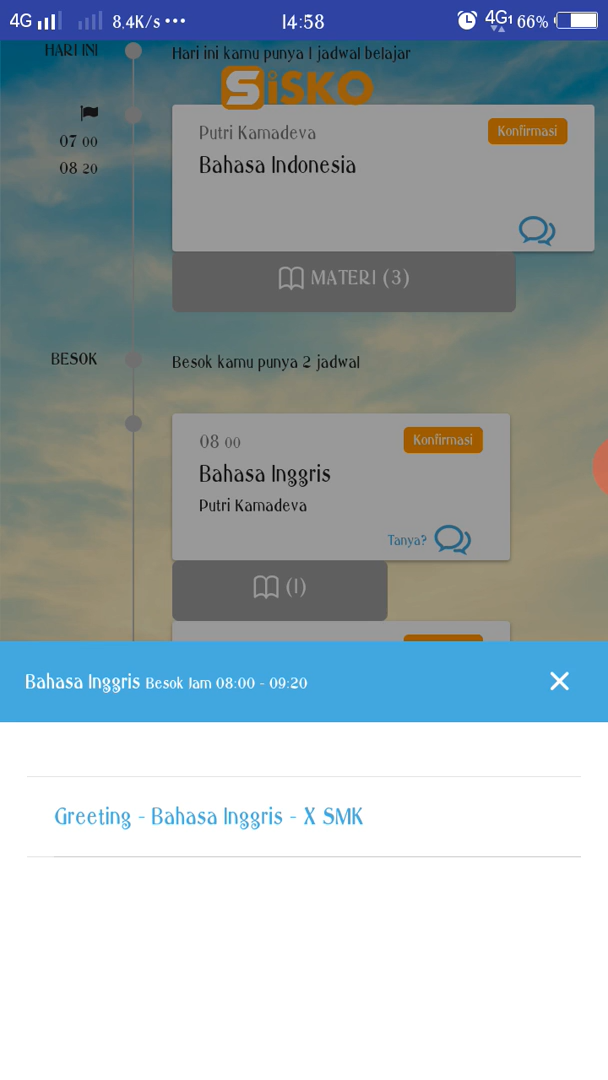 4G 8,4K/s ••• 14:58 4G1 66%
HARI INI
Hari ini kamu punya 1 jadwal belajar
SiSKO
07 00
08 20
Putri Kamadeva
Konfirmasi
Bahasa Indonesia
MATERI (3)
BESOK
Besok kamu punya 2 jadwal
08 00
Konfirmasi
Bahasa Inggris
Putri Kamadeva
Tanya?
(1)
Bahasa Inggris Besok Jam 08:00 - 09:20
Greeting - Bahasa Inggris - X SMK